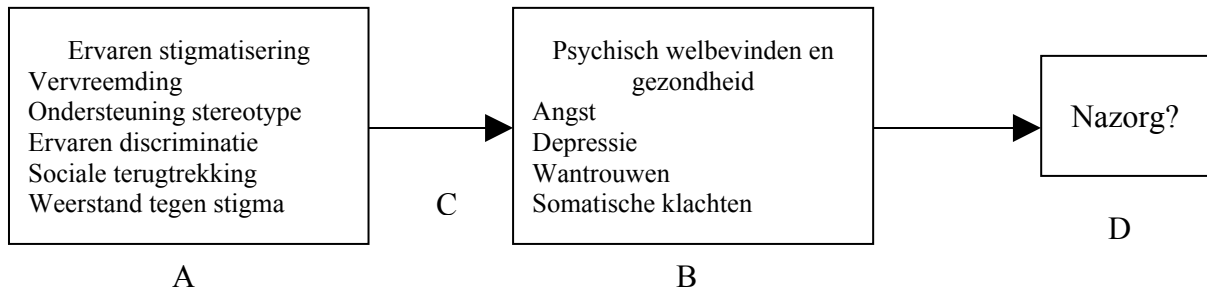 Ervaren stigmatisering
Vervreemding
Ondersteuning stereotype
Ervaren discriminatie
Sociale terugtrekking
Weerstand tegen stigma
A
C
Psychisch welbevinden en
gezondheid
Angst
Depressie
Wantrouwen
Somatische klachten
B
Nazorg?
D